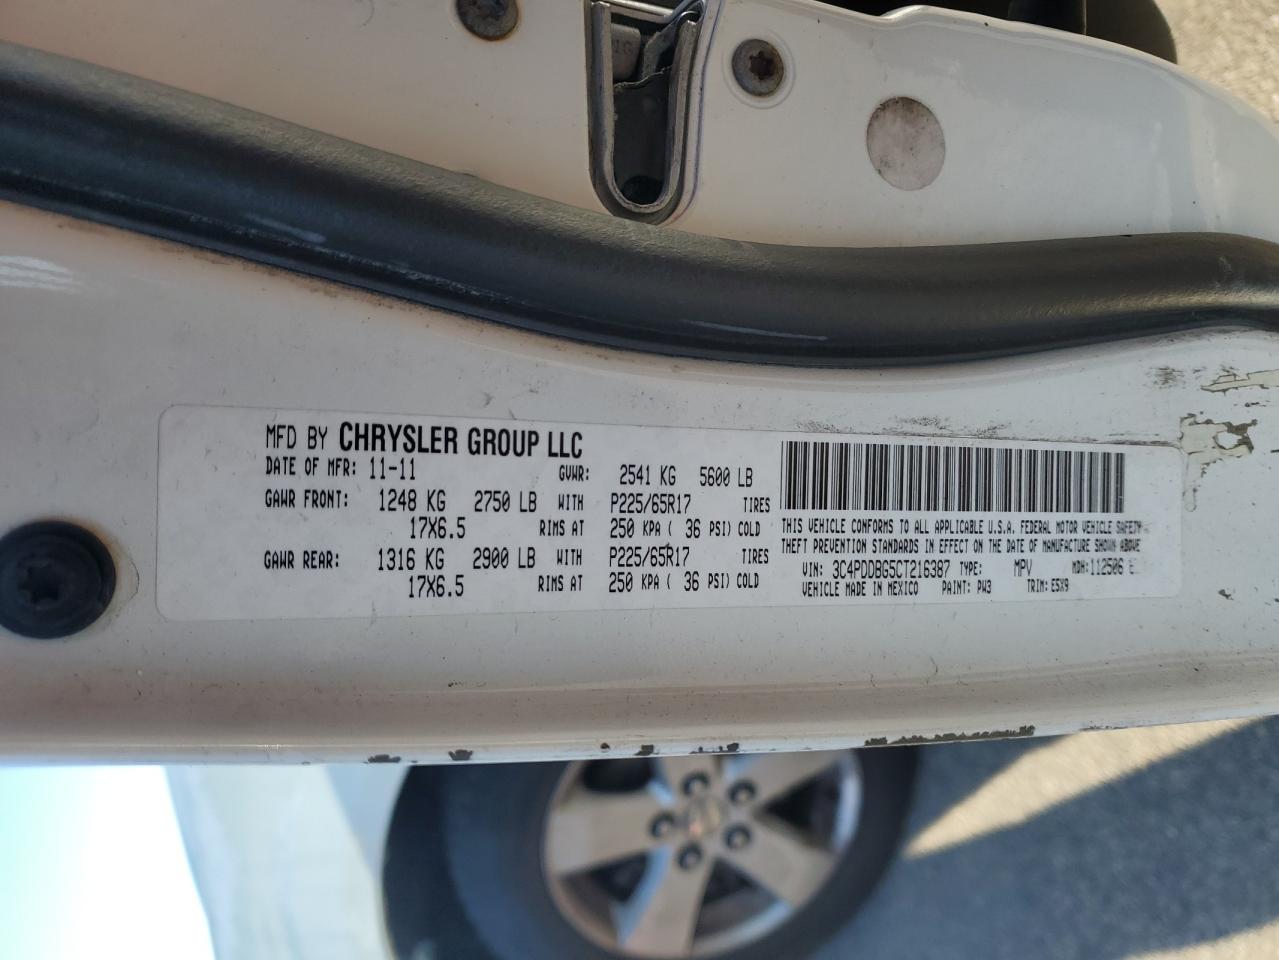 MFD BY CHRYSLER GROUP LLC
DATE OF MFR: 11-11 GVWR: 2541 KG 5600 LB
GAWR FRONT: 1248 KG 2750 LB WITH P225/65R17 TIRES
17X6.5 RIMS AT 250 KPA ( 36 PSI) COLD
GAWR REAR: 1316 KG 2900 LB WITH P225/65R17 TIRES
17X6.5 RIMS AT 250 KPA ( 36 PSI) COLD
THIS VEHICLE CONFORMS TO ALL APPLICABLE U.S.A. FEDERAL MOTOR VEHICLE SAFETY
THEFT PREVENTION STANDARDS IN EFFECT ON THE DATE OF MANUFACTURE SHOWN ABOVE
VIN: 3C4PDDBG5CT216387 TYPE: MPV MDH: 112506
VEHICLE MADE IN MEXICO PAINT: PW3 TRIM: E5X9